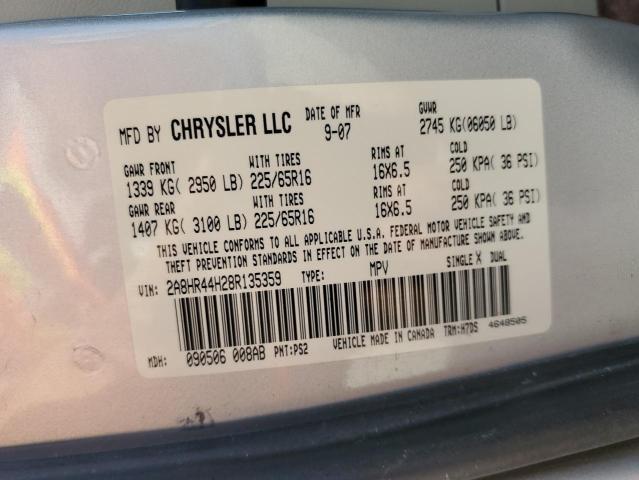 MFD BY CHRYSLER LLC DATE OF MFR 9-07 GVWR 2745 KG(06050 LB)
GAWR FRONT WITH TIRES RIMS AT COLD
1339 KG( 2950 LB) 225/65R16 16X6.5 250 KPA( 36 PSI)
GAWR REAR WITH TIRES RIMS AT COLD
1407 KG( 3100 LB) 225/65R16 16X6.5 250 KPA( 36 PSI)
THIS VEHICLE CONFORMS TO ALL APPLICABLE U.S.A. FEDERAL MOTOR VEHICLE SAFETY AND
THEFT PREVENTION STANDARDS IN EFFECT ON THE DATE OF MANUFACTURE SHOWN ABOVE.
VIN: 2A8HR44H28R135359 TYPE: MPV SINGLE X DUAL
MDH: 090506 008AB PNT:PS2 VEHICLE MADE IN CANADA TRM:H7DS 4648505